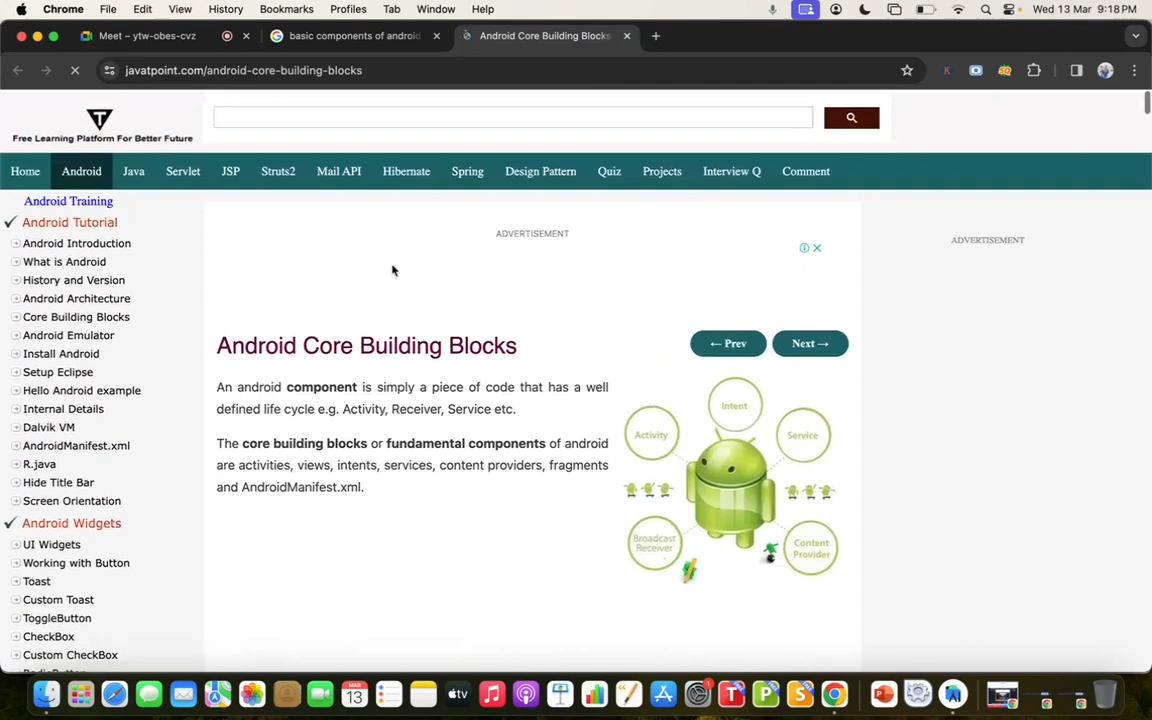 Chrome File Edit View History Bookmarks Profiles Tab Window Help Wed 13 Mar 9:18 PM
Meet – ytw-obes-cvz
basic components of android
Android Core Building Blocks
javatpoint.com/android-core-building-blocks
T
Free Learning Platform For Better Future
Home Android Java Servlet JSP Struts2 Mail API Hibernate Spring Design Pattern Quiz Projects Interview Q Comment
Android Training
Android Tutorial
Android Introduction
What is Android
History and Version
Android Architecture
Core Building Blocks
Android Emulator
Install Android
Setup Eclipse
Hello Android example
Internal Details
Dalvik VM
AndroidManifest.xml
R.java
Hide Title Bar
Screen Orientation
Android Widgets
UI Widgets
Working with Button
Toast
Custom Toast
ToggleButton
CheckBox
Custom CheckBox
ADVERTISEMENT
Android Core Building Blocks
← Prev
Next →
An android component is simply a piece of code that has a well
defined life cycle e.g. Activity, Receiver, Service etc.
The core building blocks or fundamental components of android
are activities, views, intents, services, content providers, fragments
and AndroidManifest.xml.
Intent
Activity
Service
Broadcast
Receiver
Content
Provider
ADVERTISEMENT
MAR
13
tv
1
T
P
S
P